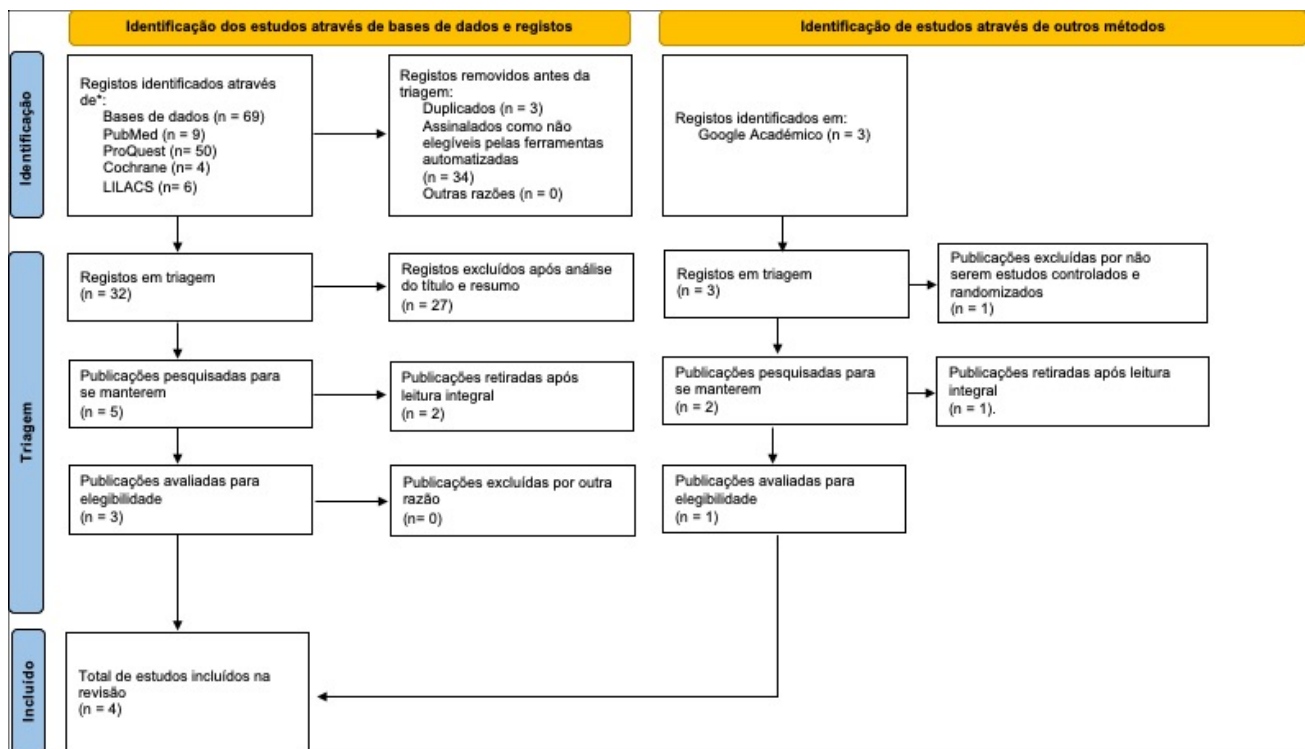 Identificação dos estudos através de bases de dados e registos
Identificação de estudos através de outros métodos
Identificação
Registos identificados através
de*:
Bases de dados (n = 69)
PubMed (n = 9)
ProQuest (n= 50)
Cochrane (n= 4)
LILACS (n= 6)
Registos removidos antes da
triagem:
Duplicados (n = 3)
Assinalados como não
elegíveis pelas ferramentas
automatizadas
(n = 34)
Outras razões (n = 0)
Registos identificados em:
Google Académico (n = 3)
Triagem
Registos em triagem
(n = 32)
Registos excluídos após análise
do título e resumo
(n = 27)
Registos em triagem
(n = 3)
Publicações excluídas por não
serem estudos controlados e
randomizados
(n = 1)
Publicações pesquisadas para
se manterem
(n = 5)
Publicações retiradas após
leitura integral
(n = 2)
Publicações pesquisadas para
se manterem
(n = 2)
Publicações retiradas após leitura
integral
(n = 1).
Publicações avaliadas para
elegibilidade
(n = 3)
Publicações excluídas por outra
razão
(n= 0)
Publicações avaliadas para
elegibilidade
(n = 1)
Incluído
Total de estudos incluídos na
revisão
(n = 4)